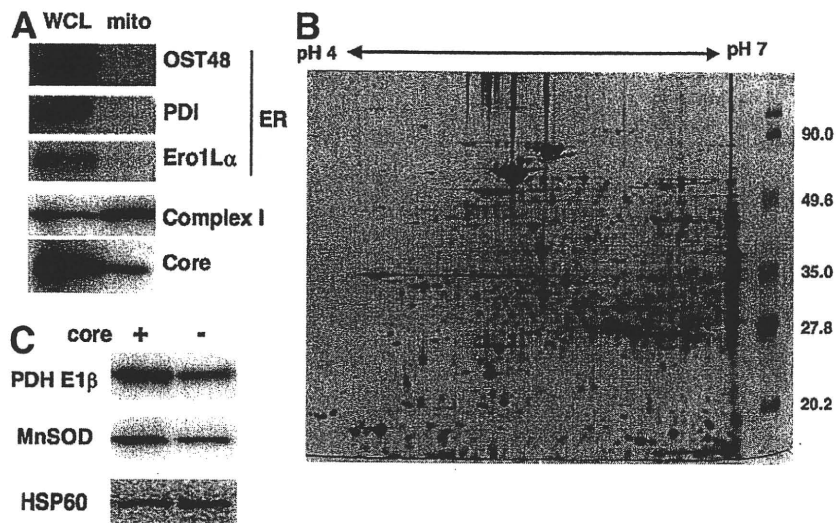 A
WCL mito
OST48
PDI
ER
Ero1Lα
Complex I
Core
B
pH 4
pH 7
90.0
49.6
35.0
27.8
20.2
C
core + -
PDH E1β
MnSOD
HSP60